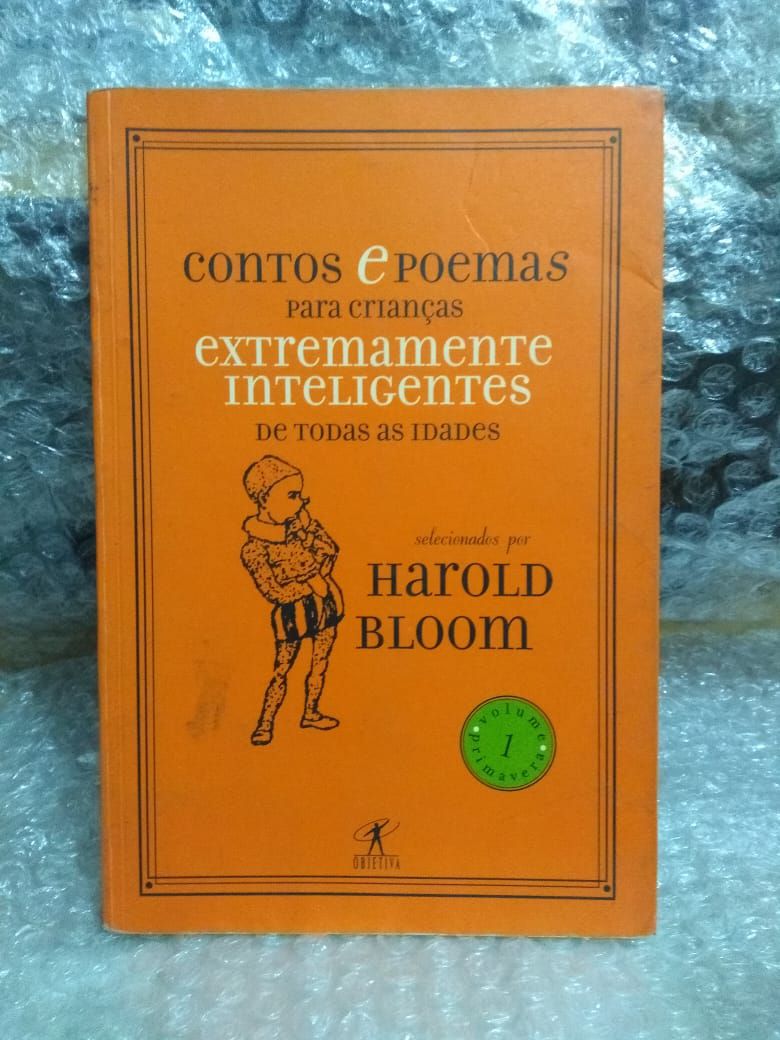 contos e poemas
para crianças
extremamente
inteligentes
de todas as idades
selecionados por
Harold
Bloom
volume
1
primavera
OBJETIVA